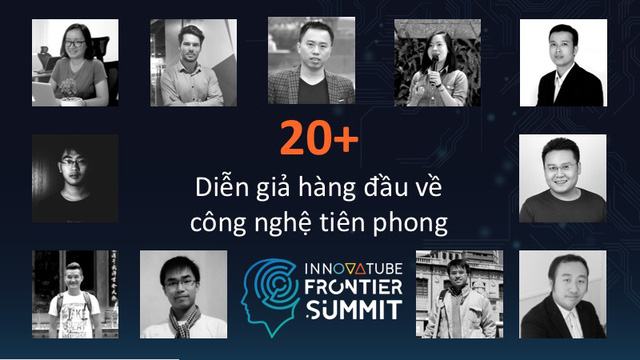 20+
Diễn giả hàng đầu về
công nghệ tiên phong
INNOVATUBE
FRONTIER
SUMMIT